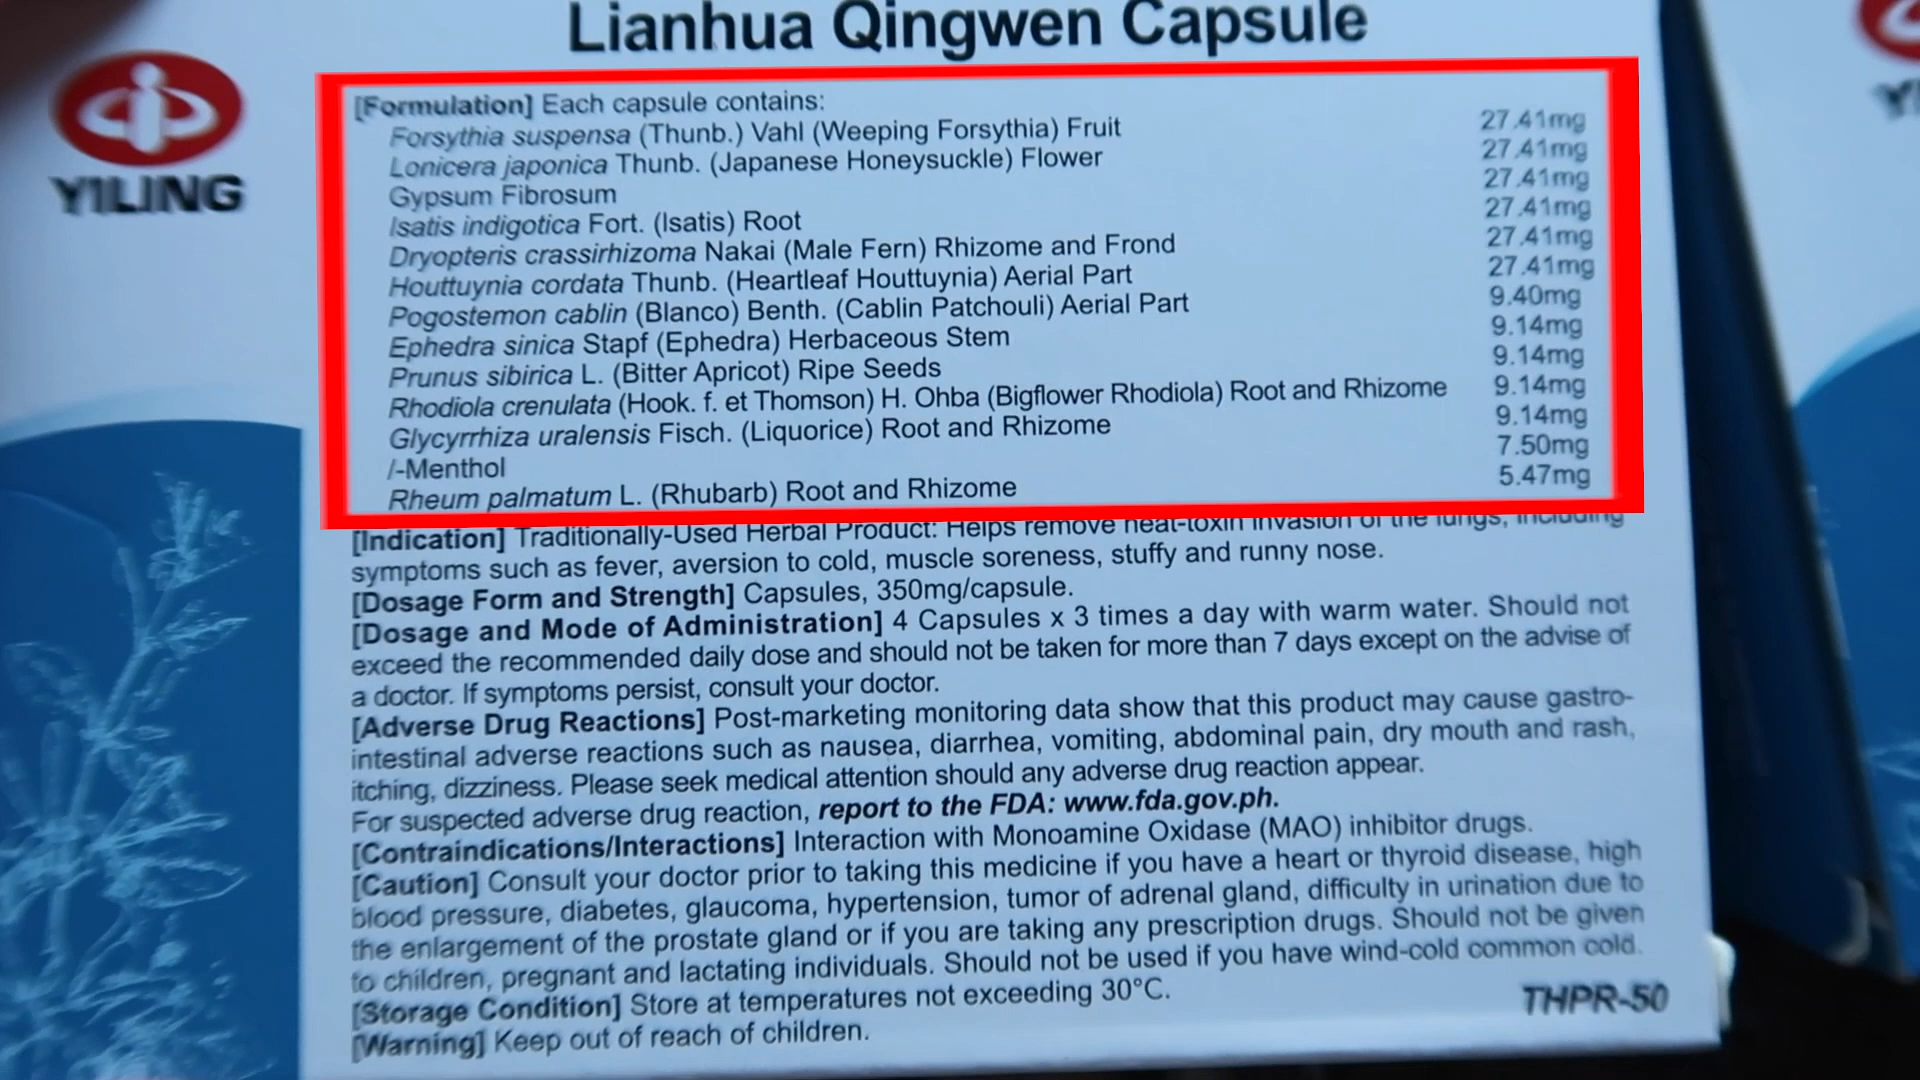 Lianhua Qingwen Capsule
YILING
[Formulation] Each capsule contains:
Forsythia suspensa (Thunb.) Vahl (Weeping Forsythia) Fruit 27.41mg
Lonicera japonica Thunb. (Japanese Honeysuckle) Flower 27.41mg
Gypsum Fibrosum 27.41mg
Isatis indigotica Fort. (Isatis) Root 27.41mg
Dryopteris crassirhizoma Nakai (Male Fern) Rhizome and Frond 27.41mg
Houttuynia cordata Thunb. (Heartleaf Houttuynia) Aerial Part 27.41mg
Pogostemon cablin (Blanco) Benth. (Cablin Patchouli) Aerial Part 9.40mg
Ephedra sinica Stapf (Ephedra) Herbaceous Stem 9.14mg
Prunus sibirica L. (Bitter Apricot) Ripe Seeds 9.14mg
Rhodiola crenulata (Hook. f. et Thomson) H. Ohba (Bigflower Rhodiola) Root and Rhizome 9.14mg
Glycyrrhiza uralensis Fisch. (Liquorice) Root and Rhizome 9.14mg
l-Menthol 7.50mg
Rheum palmatum L. (Rhubarb) Root and Rhizome 5.47mg
[Indication] Traditionally-Used Herbal Product: Helps remove heat-toxin invasion of the lungs, including
symptoms such as fever, aversion to cold, muscle soreness, stuffy and runny nose.
[Dosage Form and Strength] Capsules, 350mg/capsule.
[Dosage and Mode of Administration] 4 Capsules x 3 times a day with warm water. Should not
exceed the recommended daily dose and should not be taken for more than 7 days except on the advise of
a doctor. If symptoms persist, consult your doctor.
[Adverse Drug Reactions] Post-marketing monitoring data show that this product may cause gastro-
intestinal adverse reactions such as nausea, diarrhea, vomiting, abdominal pain, dry mouth and rash,
itching, dizziness. Please seek medical attention should any adverse drug reaction appear.
For suspected adverse drug reaction, report to the FDA: www.fda.gov.ph.
[Contraindications/Interactions] Interaction with Monoamine Oxidase (MAO) inhibitor drugs.
[Caution] Consult your doctor prior to taking this medicine if you have a heart or thyroid disease, high
blood pressure, diabetes, glaucoma, hypertension, tumor of adrenal gland, difficulty in urination due to
the enlargement of the prostate gland or if you are taking any prescription drugs. Should not be given
to children, pregnant and lactating individuals. Should not be used if you have wind-cold common cold.
[Storage Condition] Store at temperatures not exceeding 30°C.
[Warning] Keep out of reach of children.
THPR-50